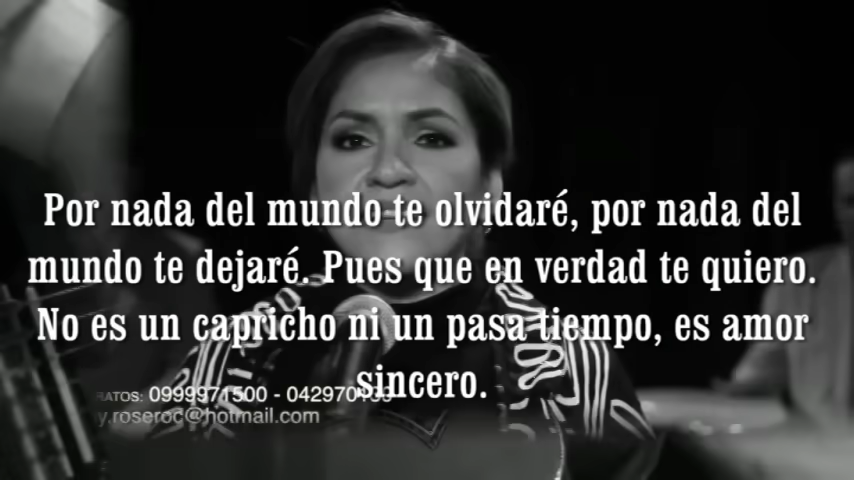 Por nada del mundo te olvidaré, por nada del
mundo te dejaré. Pues que en verdad te quiero.
No es un capricho ni un pasa tiempo, es amor
sincero.
RATOS: 0999971500 - 042970
y.roseroc@hotmail.com